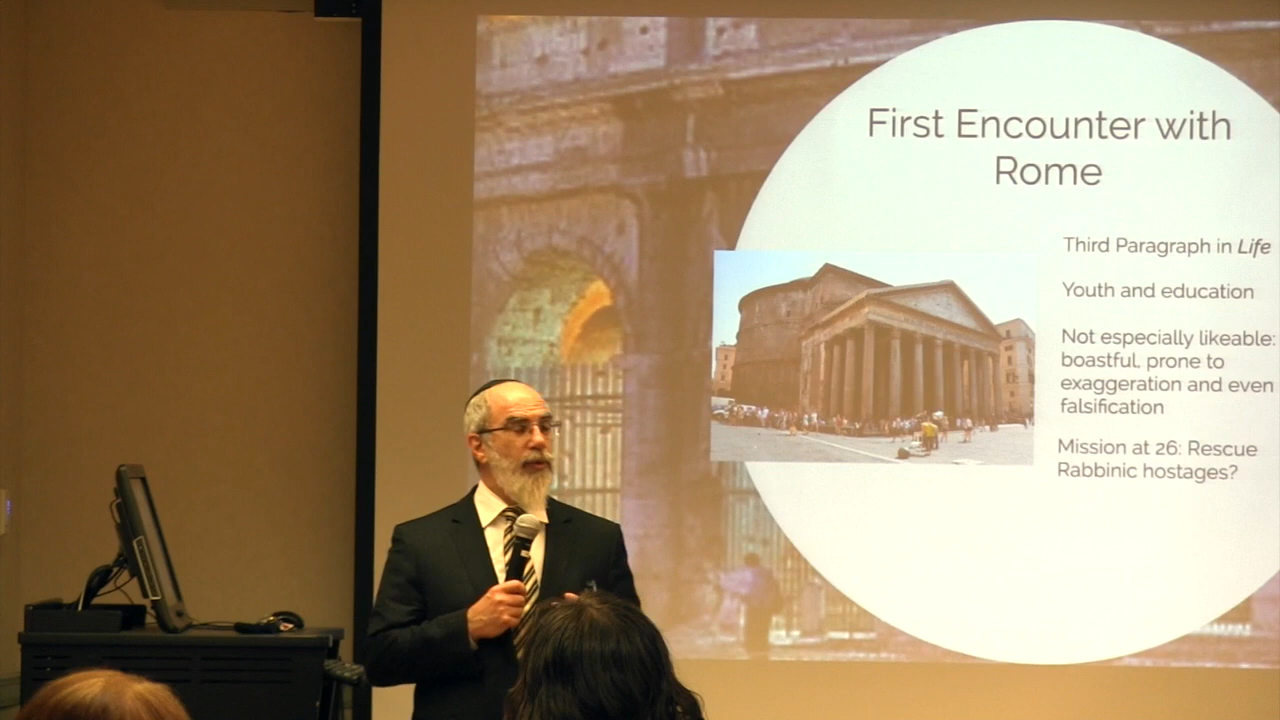 First Encounter with
Rome
Third Paragraph in Life
Youth and education
Not especially likeable:
boastful, prone to
exaggeration and even
falsification
Mission at 26: Rescue
Rabbinic hostages?